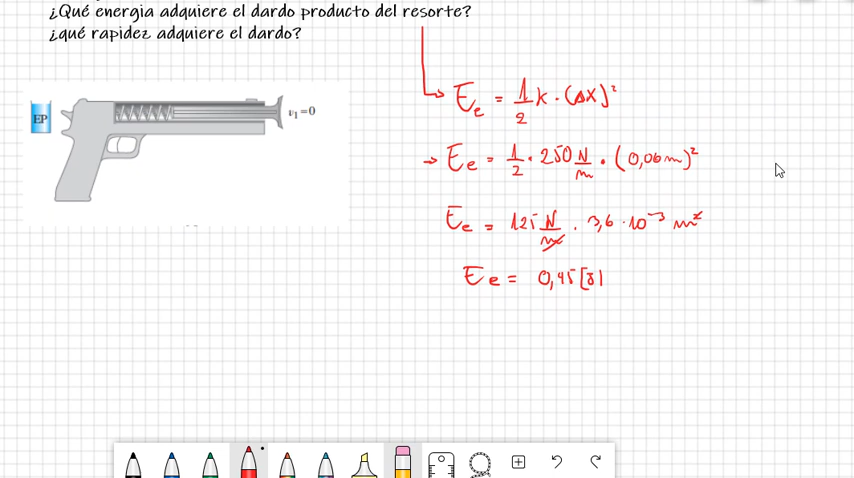 ¿Qué energia adquiere el dardo producto del resorte?
¿qué rapidez adquiere el dardo?
EP
v₁=0
Ee = 1/2 k · (Δx)²
→ Ee = 1/2 · 250 N/m · (0,06m)²
Ee = 125 N/m · 3,6 · 10⁻³ m²
Ee = 0,45 [J]